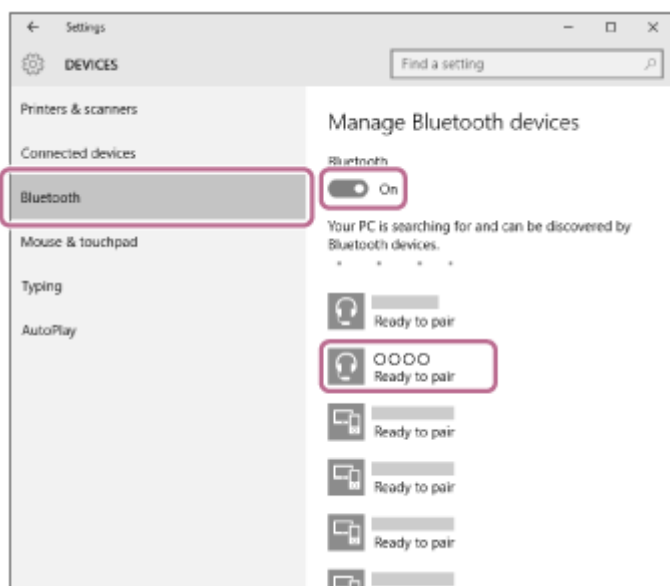 Settings
DEVICES
Find a setting
Printers & scanners
Connected devices
Bluetooth
Mouse & touchpad
Typing
AutoPlay
Manage Bluetooth devices
Bluetooth
On
Your PC is searching for and can be discovered by
Bluetooth devices.
Ready to pair
OOOO
Ready to pair
Ready to pair
Ready to pair
Ready to pair